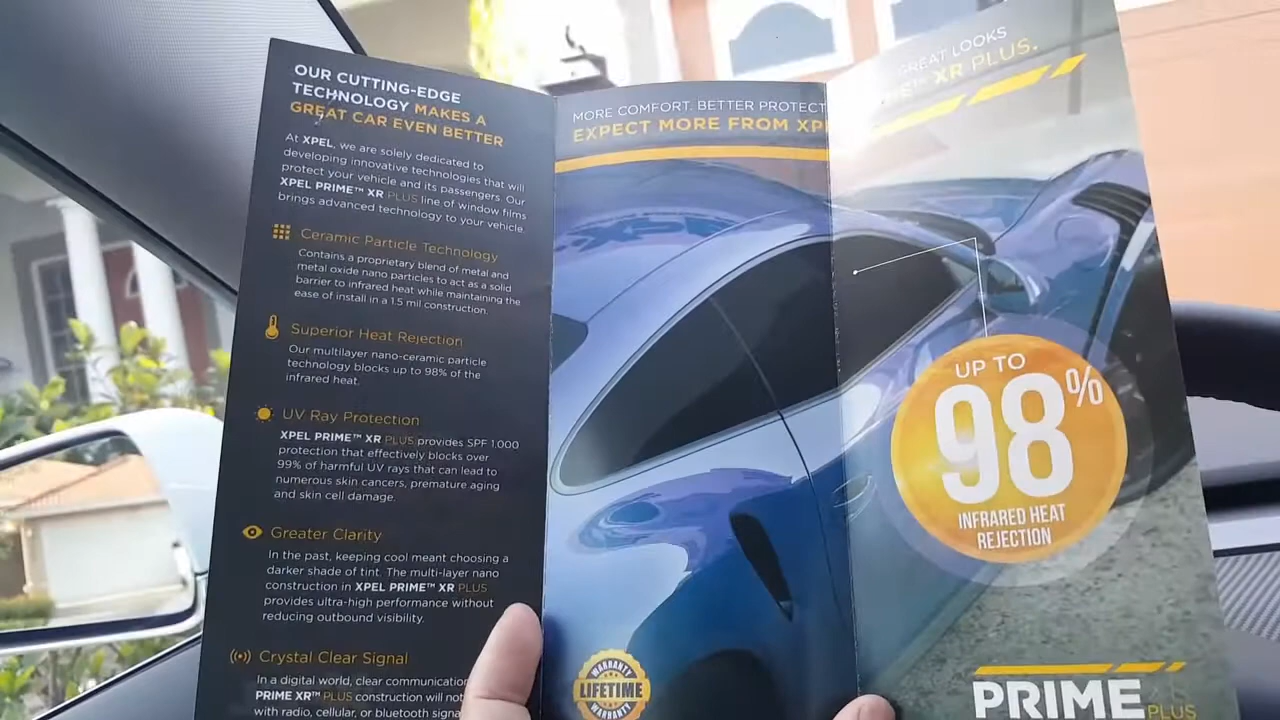 OUR CUTTING-EDGE
TECHNOLOGY MAKES A
GREAT CAR EVEN BETTER
At XPEL, we are solely dedicated to
developing innovative technologies that will
protect your vehicle and its passengers. Our
XPEL PRIME™ XR PLUS line of window films
brings advanced technology to your vehicle.
Ceramic Particle Technology
Contains a proprietary blend of metal and
metal oxide nano particles to act as a solid
barrier to infrared heat while maintaining the
ease of install in a 1.5 mil construction.
Superior Heat Rejection
Our multilayer nano-ceramic particle
technology blocks up to 98% of the
infrared heat.
UV Ray Protection
XPEL PRIME™ XR PLUS provides SPF 1,000
protection that effectively blocks over
99% of harmful UV rays that can lead to
numerous skin cancers, premature aging
and skin cell damage.
Greater Clarity
In the past, keeping cool meant choosing a
darker shade of tint. The multi-layer nano
construction in XPEL PRIME™ XR PLUS
provides ultra-high performance without
reducing outbound visibility.
Crystal Clear Signal
In a digital world, clear communication
PRIME XR™ PLUS construction will not
with radio, cellular, or bluetooth signa
MORE COMFORT. BETTER PROTECT
EXPECT MORE FROM XP
XPEL
LIFETIME
WARRANTY
WARRANTY
GREAT LOOKS
XR PLUS.
UP TO
98%
INFRARED HEAT
REJECTION
PRIME
PLUS